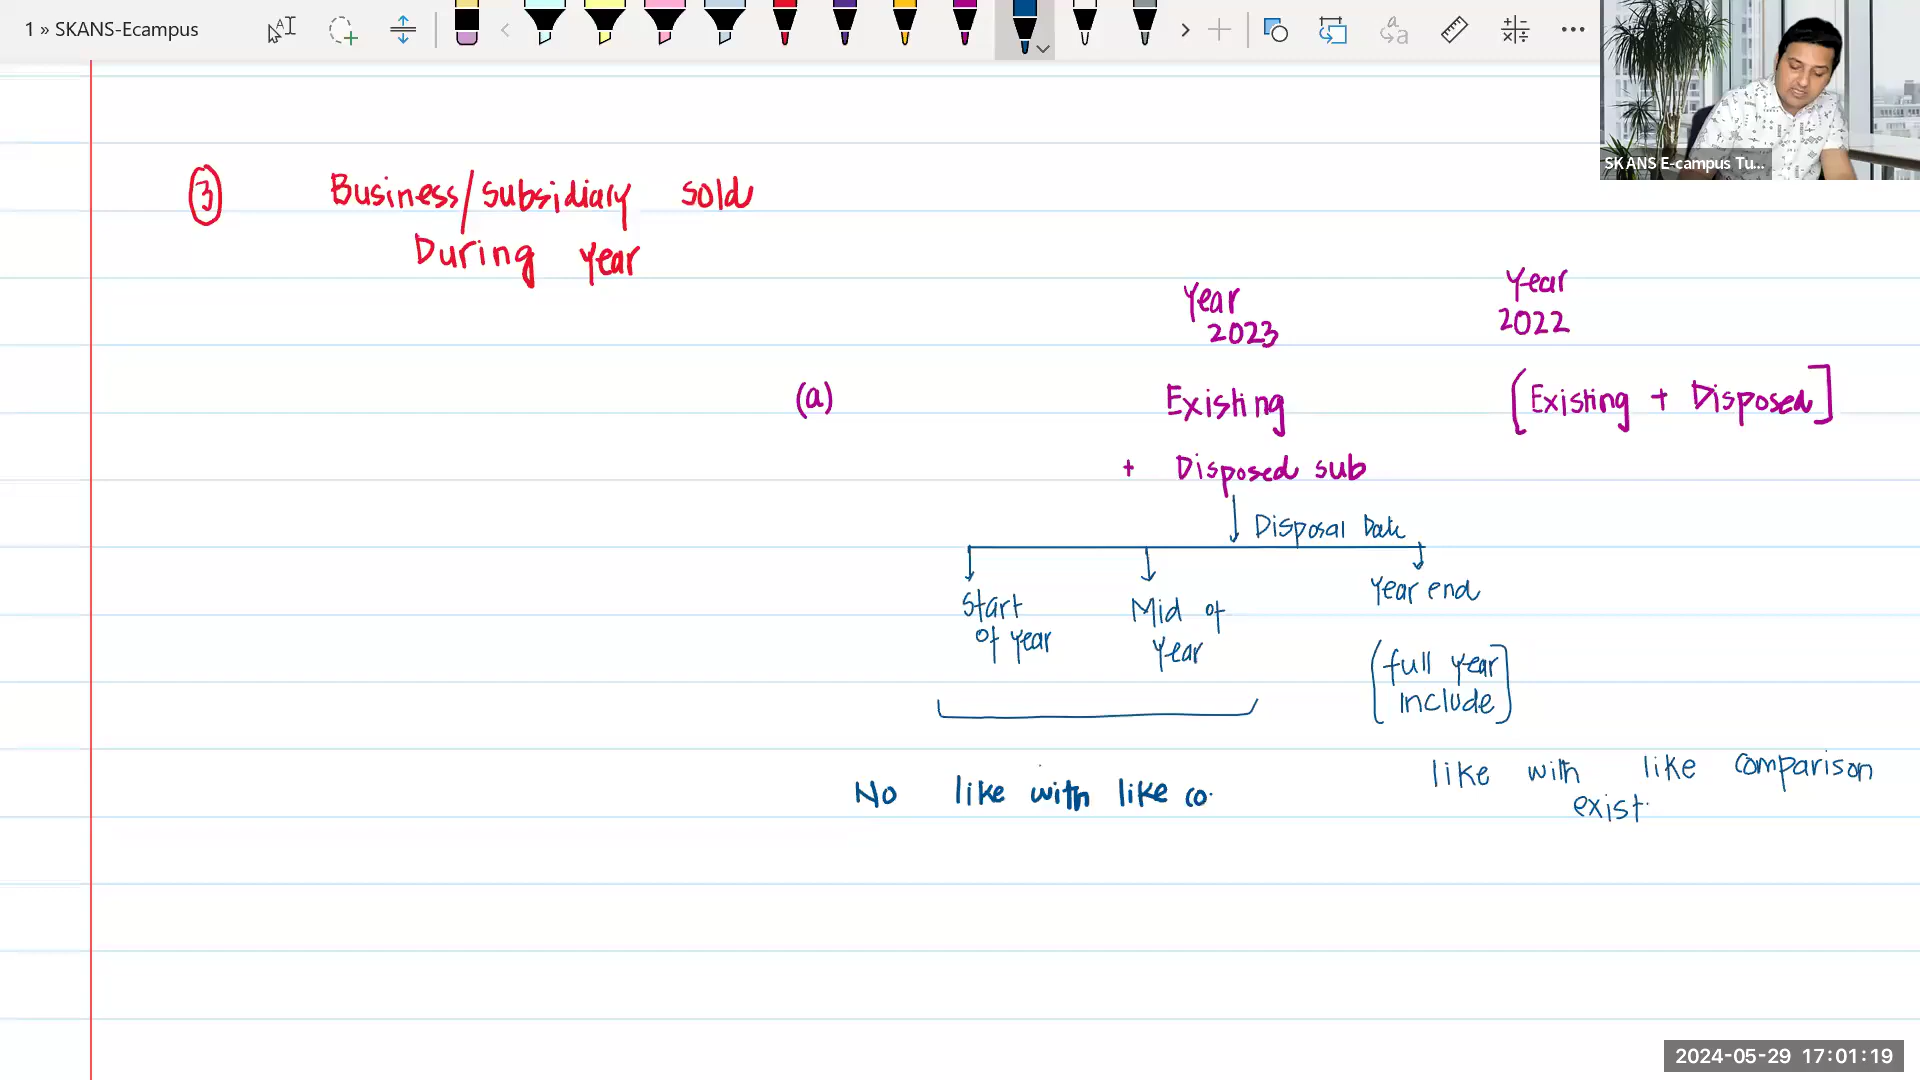 1 » SKANS-Ecampus
SKANS E-campus Tu...
3 Business/subsidiary sold
During year
Year
2023
Year
2022
(a) Existing [Existing + Disposed]
+ Disposed sub
Disposal Date
Start
of year
Mid of
Year
Year end
[full year
include]
No like with like co.
like with like comparison
exist.
2024-05-29 17:01:19